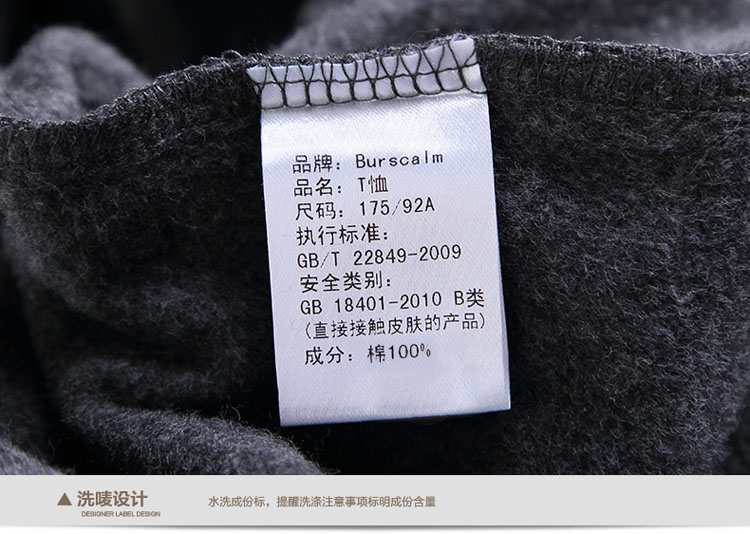 品牌: Burscalm
品名: T恤
尺码: 175/92A
执行标准:
GB/T 22849-2009
安全类别:
GB 18401-2010 B类
(直接接触皮肤的产品)
成分: 棉100%
▲ 洗唛设计
DESIGNER LABEL DESIGN
水洗成份标，提醒洗涤注意事项标明成份含量